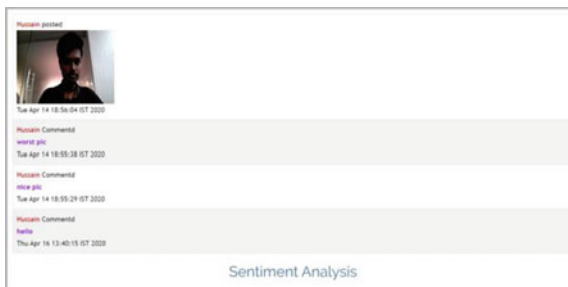 Hussain posted
Tue Apr 14 18:56:04 IST 2020
Hussain Commentd
worst pic
Tue Apr 14 18:55:38 IST 2020
Hussain Commentd
nice pic
Tue Apr 14 18:55:29 IST 2020
Hussain Commentd
hello
Thu Apr 16 13:40:15 IST 2020
Sentiment Analysis